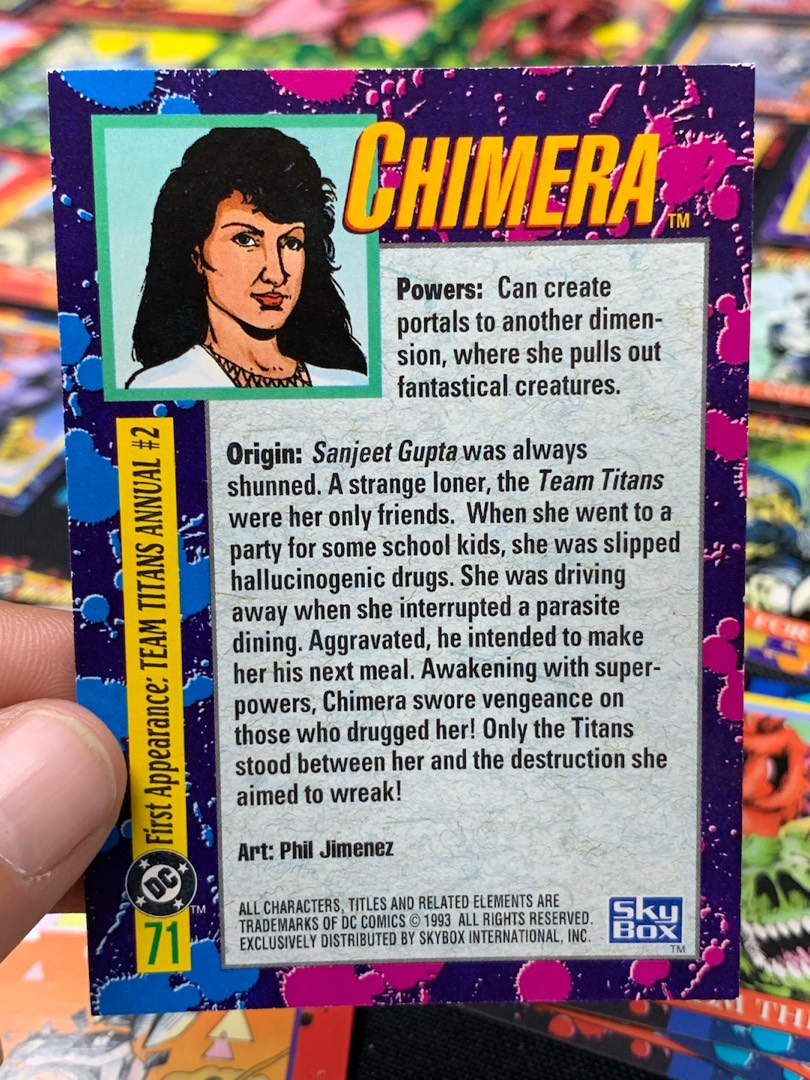 CHIMERA™
Powers: Can create
portals to another dimen-
sion, where she pulls out
fantastical creatures.
Origin: Sanjeet Gupta was always
shunned. A strange loner, the Team Titans
were her only friends. When she went to a
party for some school kids, she was slipped
hallucinogenic drugs. She was driving
away when she interrupted a parasite
dining. Aggravated, he intended to make
her his next meal. Awakening with super-
powers, Chimera swore vengeance on
those who drugged her! Only the Titans
stood between her and the destruction she
aimed to wreak!
Art: Phil Jimenez
ALL CHARACTERS, TITLES AND RELATED ELEMENTS ARE
TRADEMARKS OF DC COMICS © 1993 ALL RIGHTS RESERVED.
EXCLUSIVELY DISTRIBUTED BY SKYBOX INTERNATIONAL, INC.
Sky
Box
TM
First Appearance: TEAM TITANS ANNUAL #2
DC
TM
71